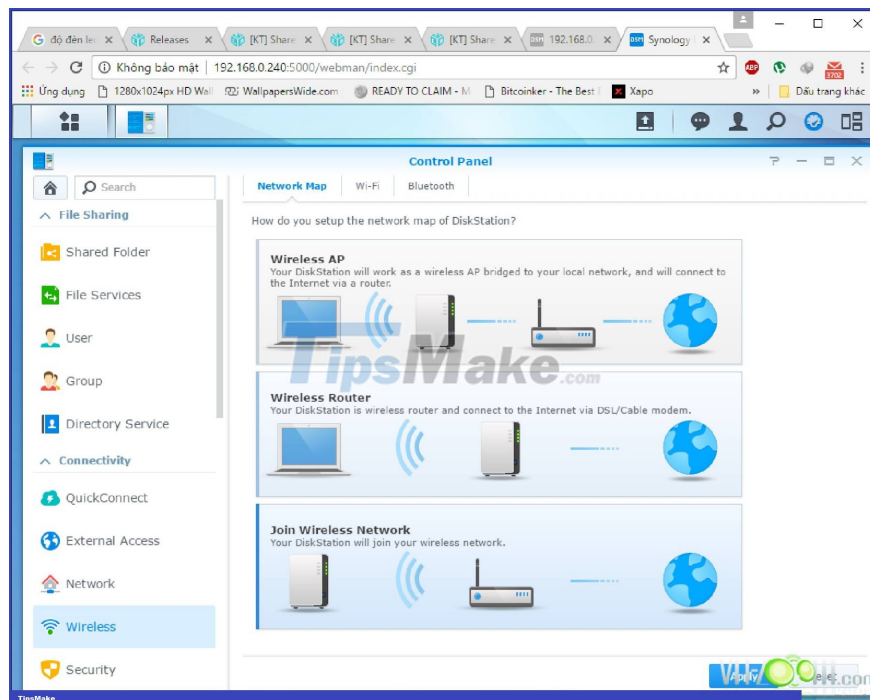 độ đèn le
Releases
[KT] Share
[KT] Share
[KT] Share
192.168.0.
Synology
Không bảo mật | 192.168.0.240:5000/webman/index.cgi
ABP
3702
Ứng dụng
1280x1024px HD Wall
WallpapersWide.com
READY TO CLAIM - M
Bitcoinker - The Best
Xapo
»
Dấu trang khác
Control Panel
Search
Network Map
Wi-Fi
Bluetooth
File Sharing
How do you setup the network map of DiskStation?
Shared Folder
File Services
User
Group
Directory Service
Connectivity
QuickConnect
External Access
Network
Wireless
Security
Wireless AP
Your DiskStation will work as a wireless AP bridged to your local network, and will connect to
the Internet via a router.
TipsMake.com
Wireless Router
Your DiskStation is wireless router and connect to the Internet via DSL/Cable modem.
Join Wireless Network
Your DiskStation will join your wireless network.
Apply
Reset
TipsMake